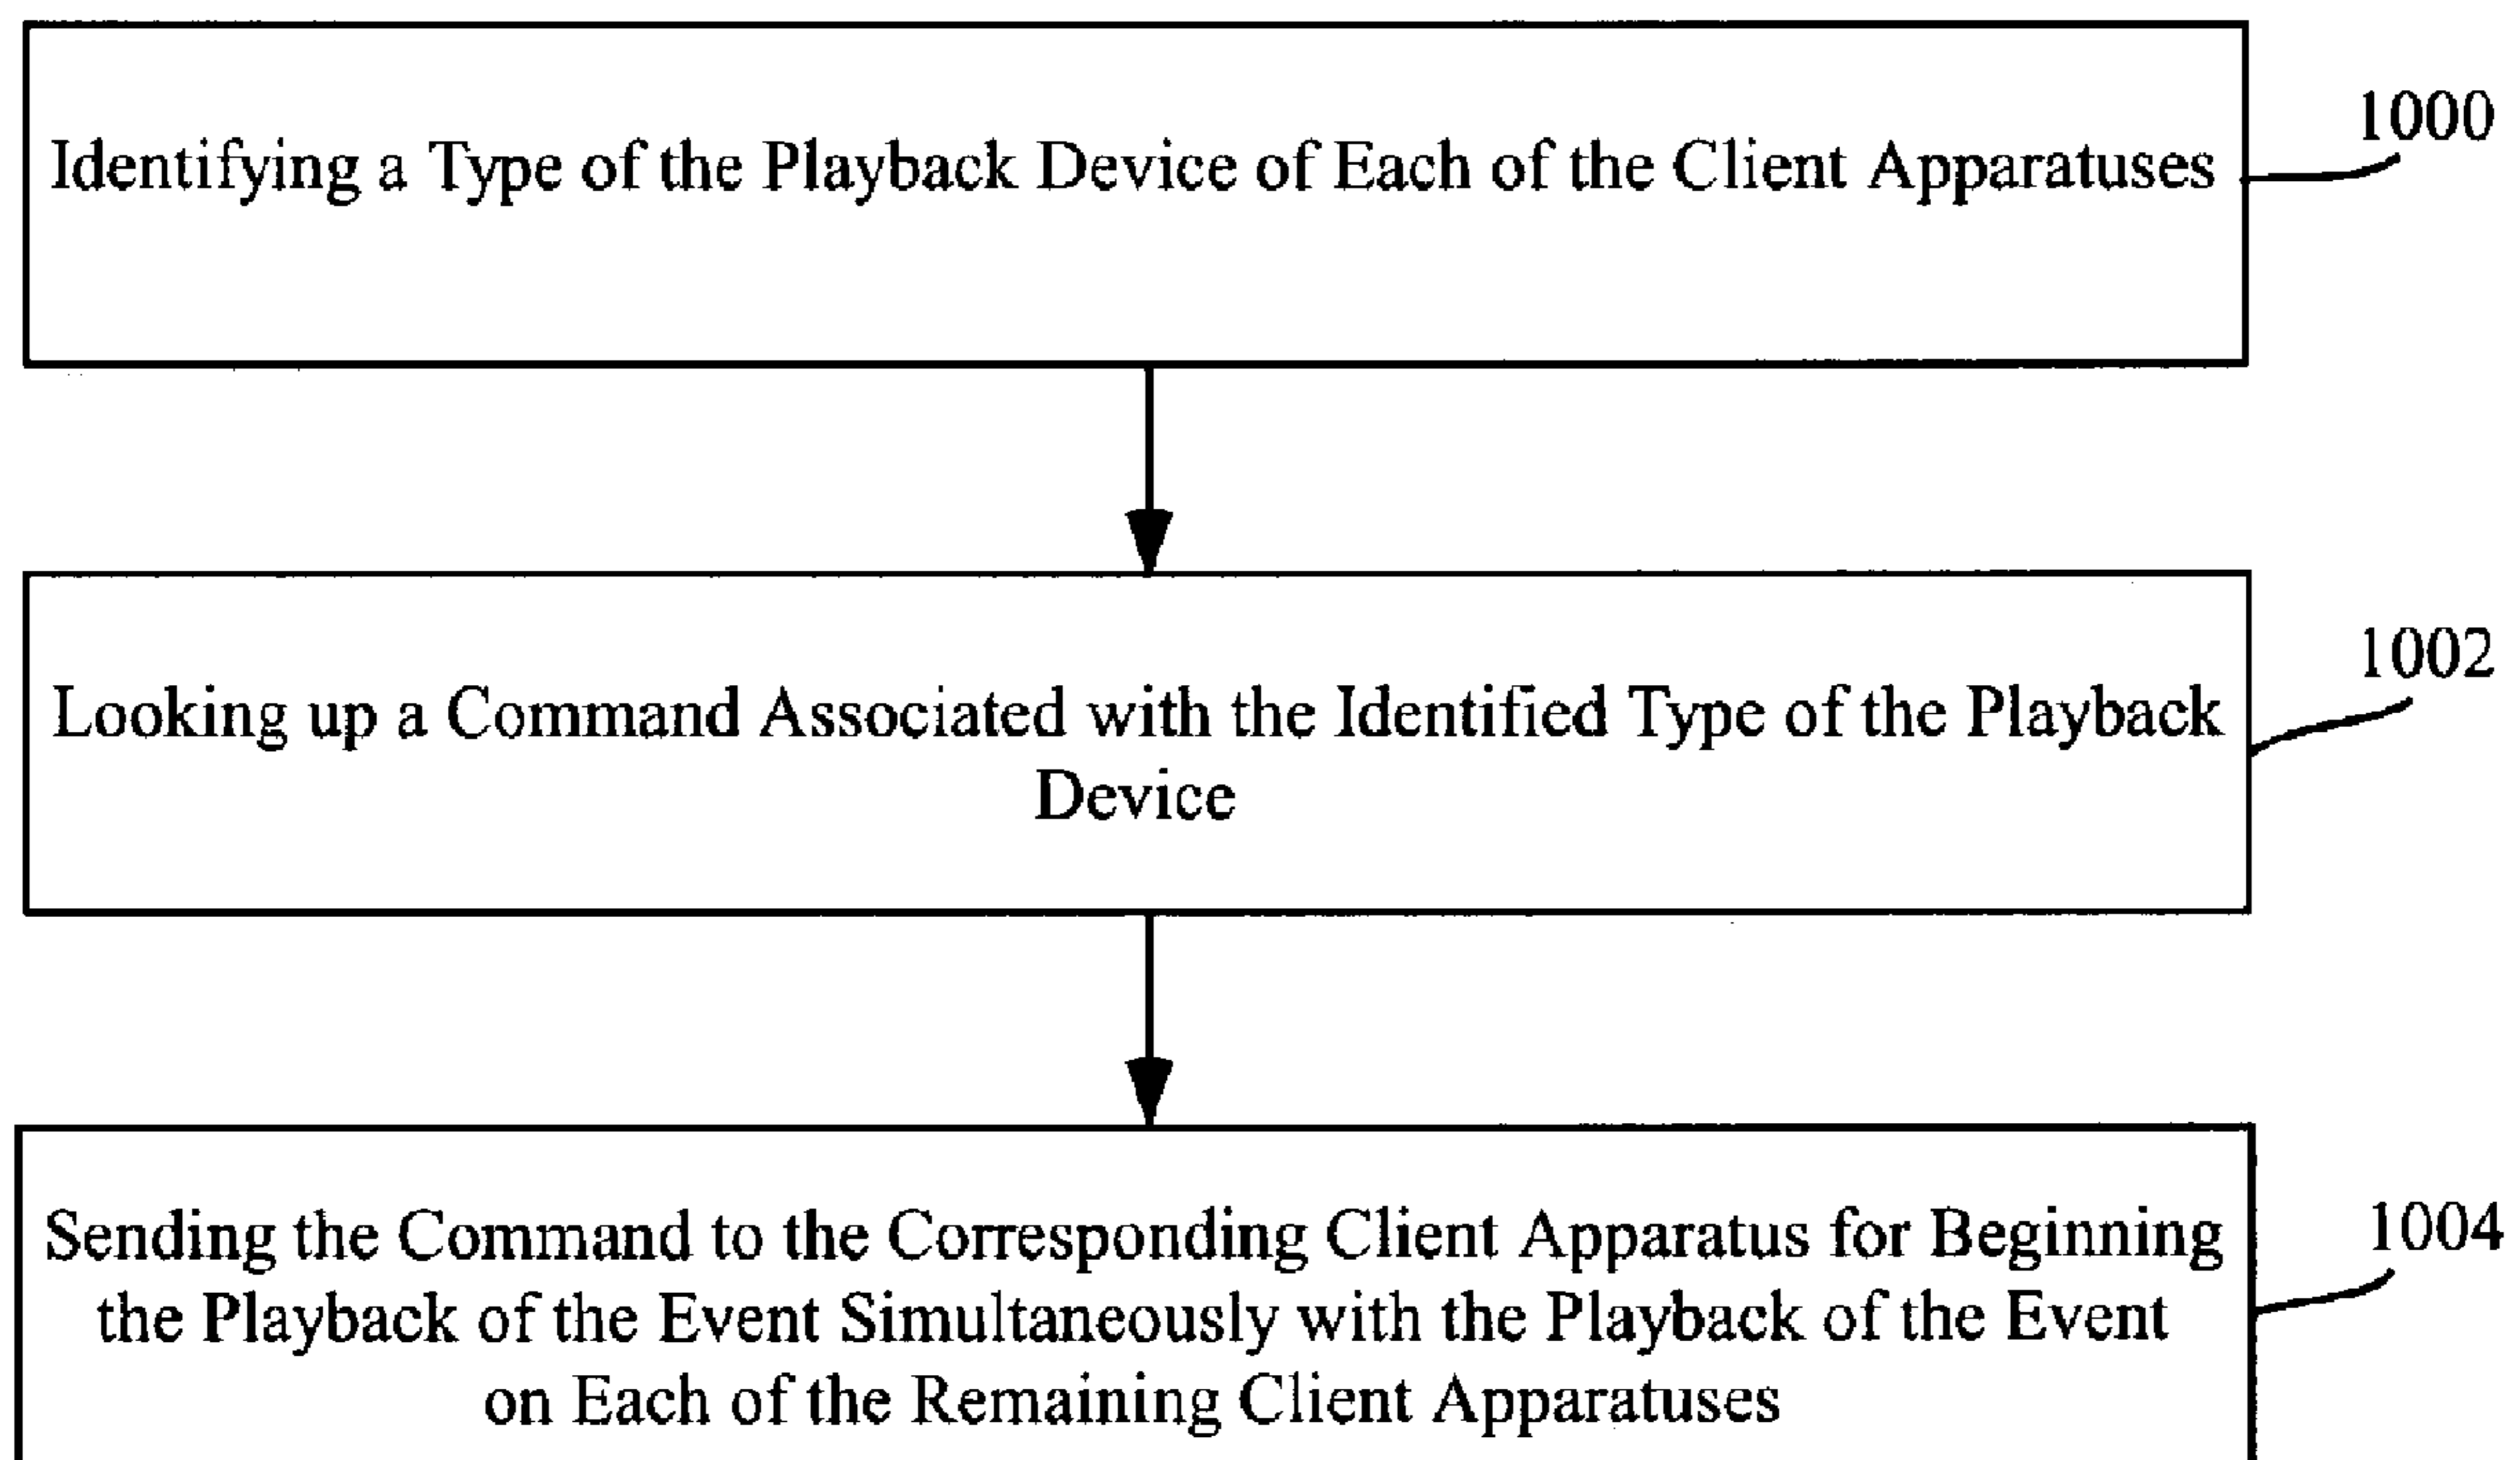 Identifying a Type of the Playback Device of Each of the Client Apparatuses
1000
Looking up a Command Associated with the Identified Type of the Playback
Device
1002
Sending the Command to the Corresponding Client Apparatus for Beginning
the Playback of the Event Simultaneously with the Playback of the Event
on Each of the Remaining Client Apparatuses
1004